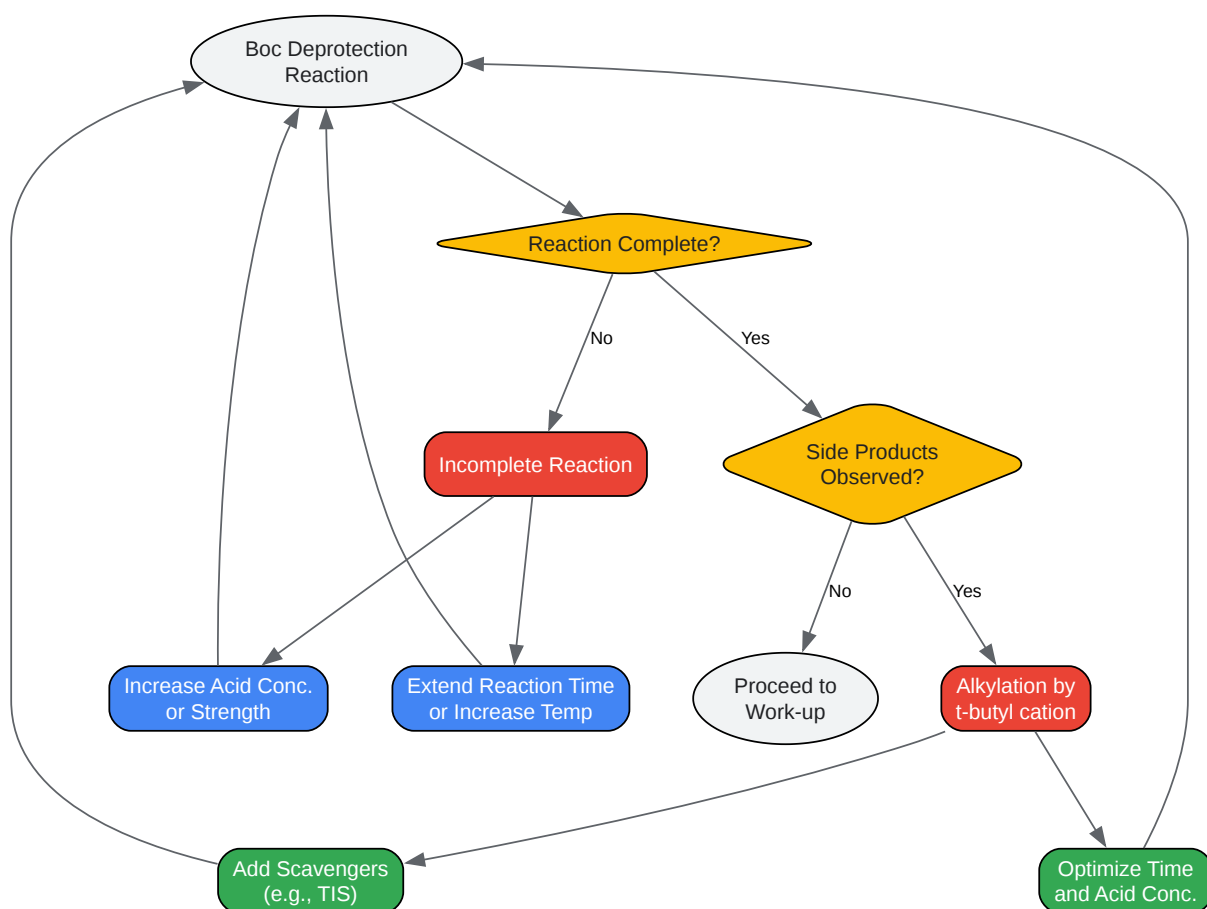 Boc Deprotection
Reaction
Reaction Complete?
No
Yes
Incomplete Reaction
Side Products
Observed?
No
Yes
Increase Acid Conc.
or Strength
Extend Reaction Time
or Increase Temp
Proceed to
Work-up
Alkylation by
t-butyl cation
Add Scavengers
(e.g., TIS)
Optimize Time
and Acid Conc.